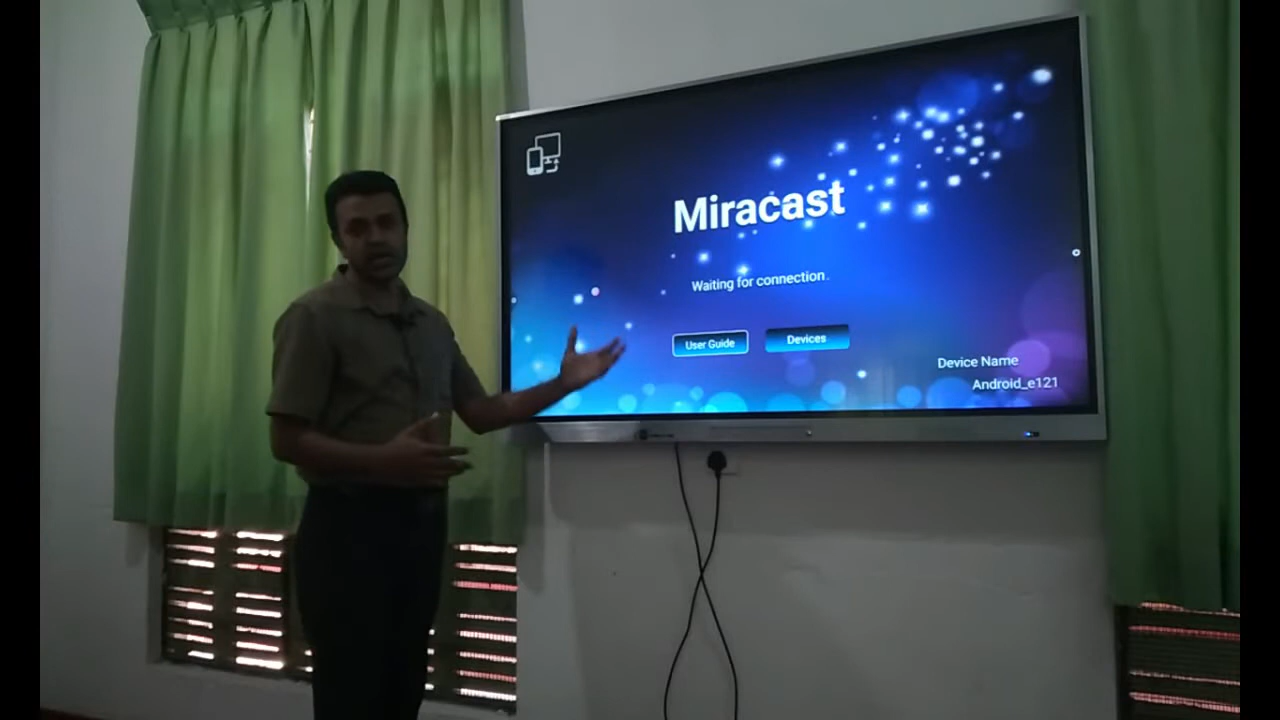 Miracast
Waiting for connection.
User Guide
Devices
Device Name
Android_e121